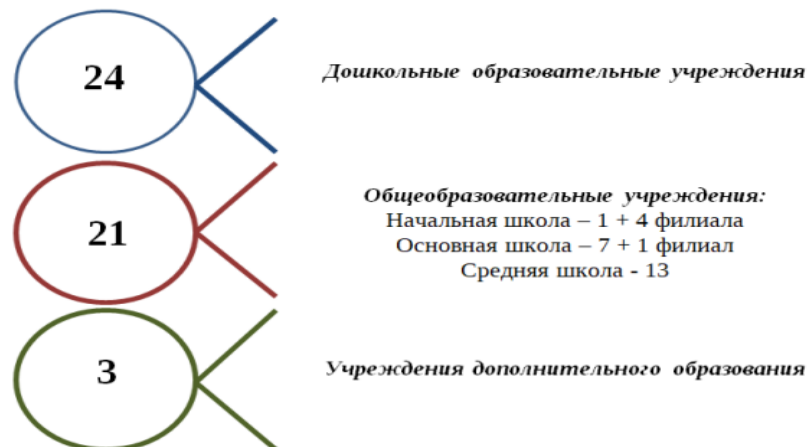 24
Дошкольные образовательные учреждения
21
Общеобразовательные учреждения:
Начальная школа – 1 + 4 филиала
Основная школа – 7 + 1 филиал
Средняя школа - 13
3
Учреждения дополнительного образования